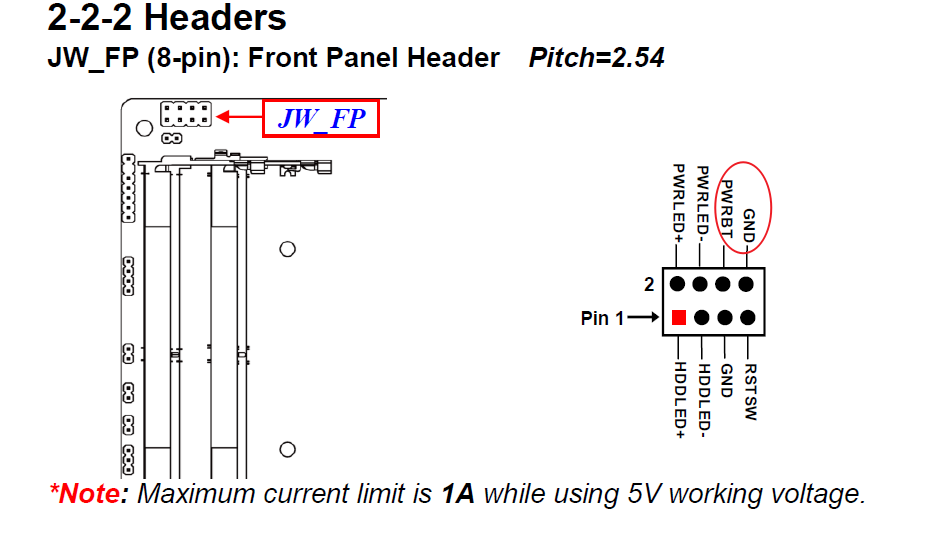 2-2-2 Headers
JW_FP (8-pin): Front Panel Header Pitch=2.54
JW_FP
PWRLED+
PWRLED-
PWRBT
GND
2
Pin 1
HDDLED+
HDDLED-
GND
RSTSW
*Note: Maximum current limit is 1A while using 5V working voltage.